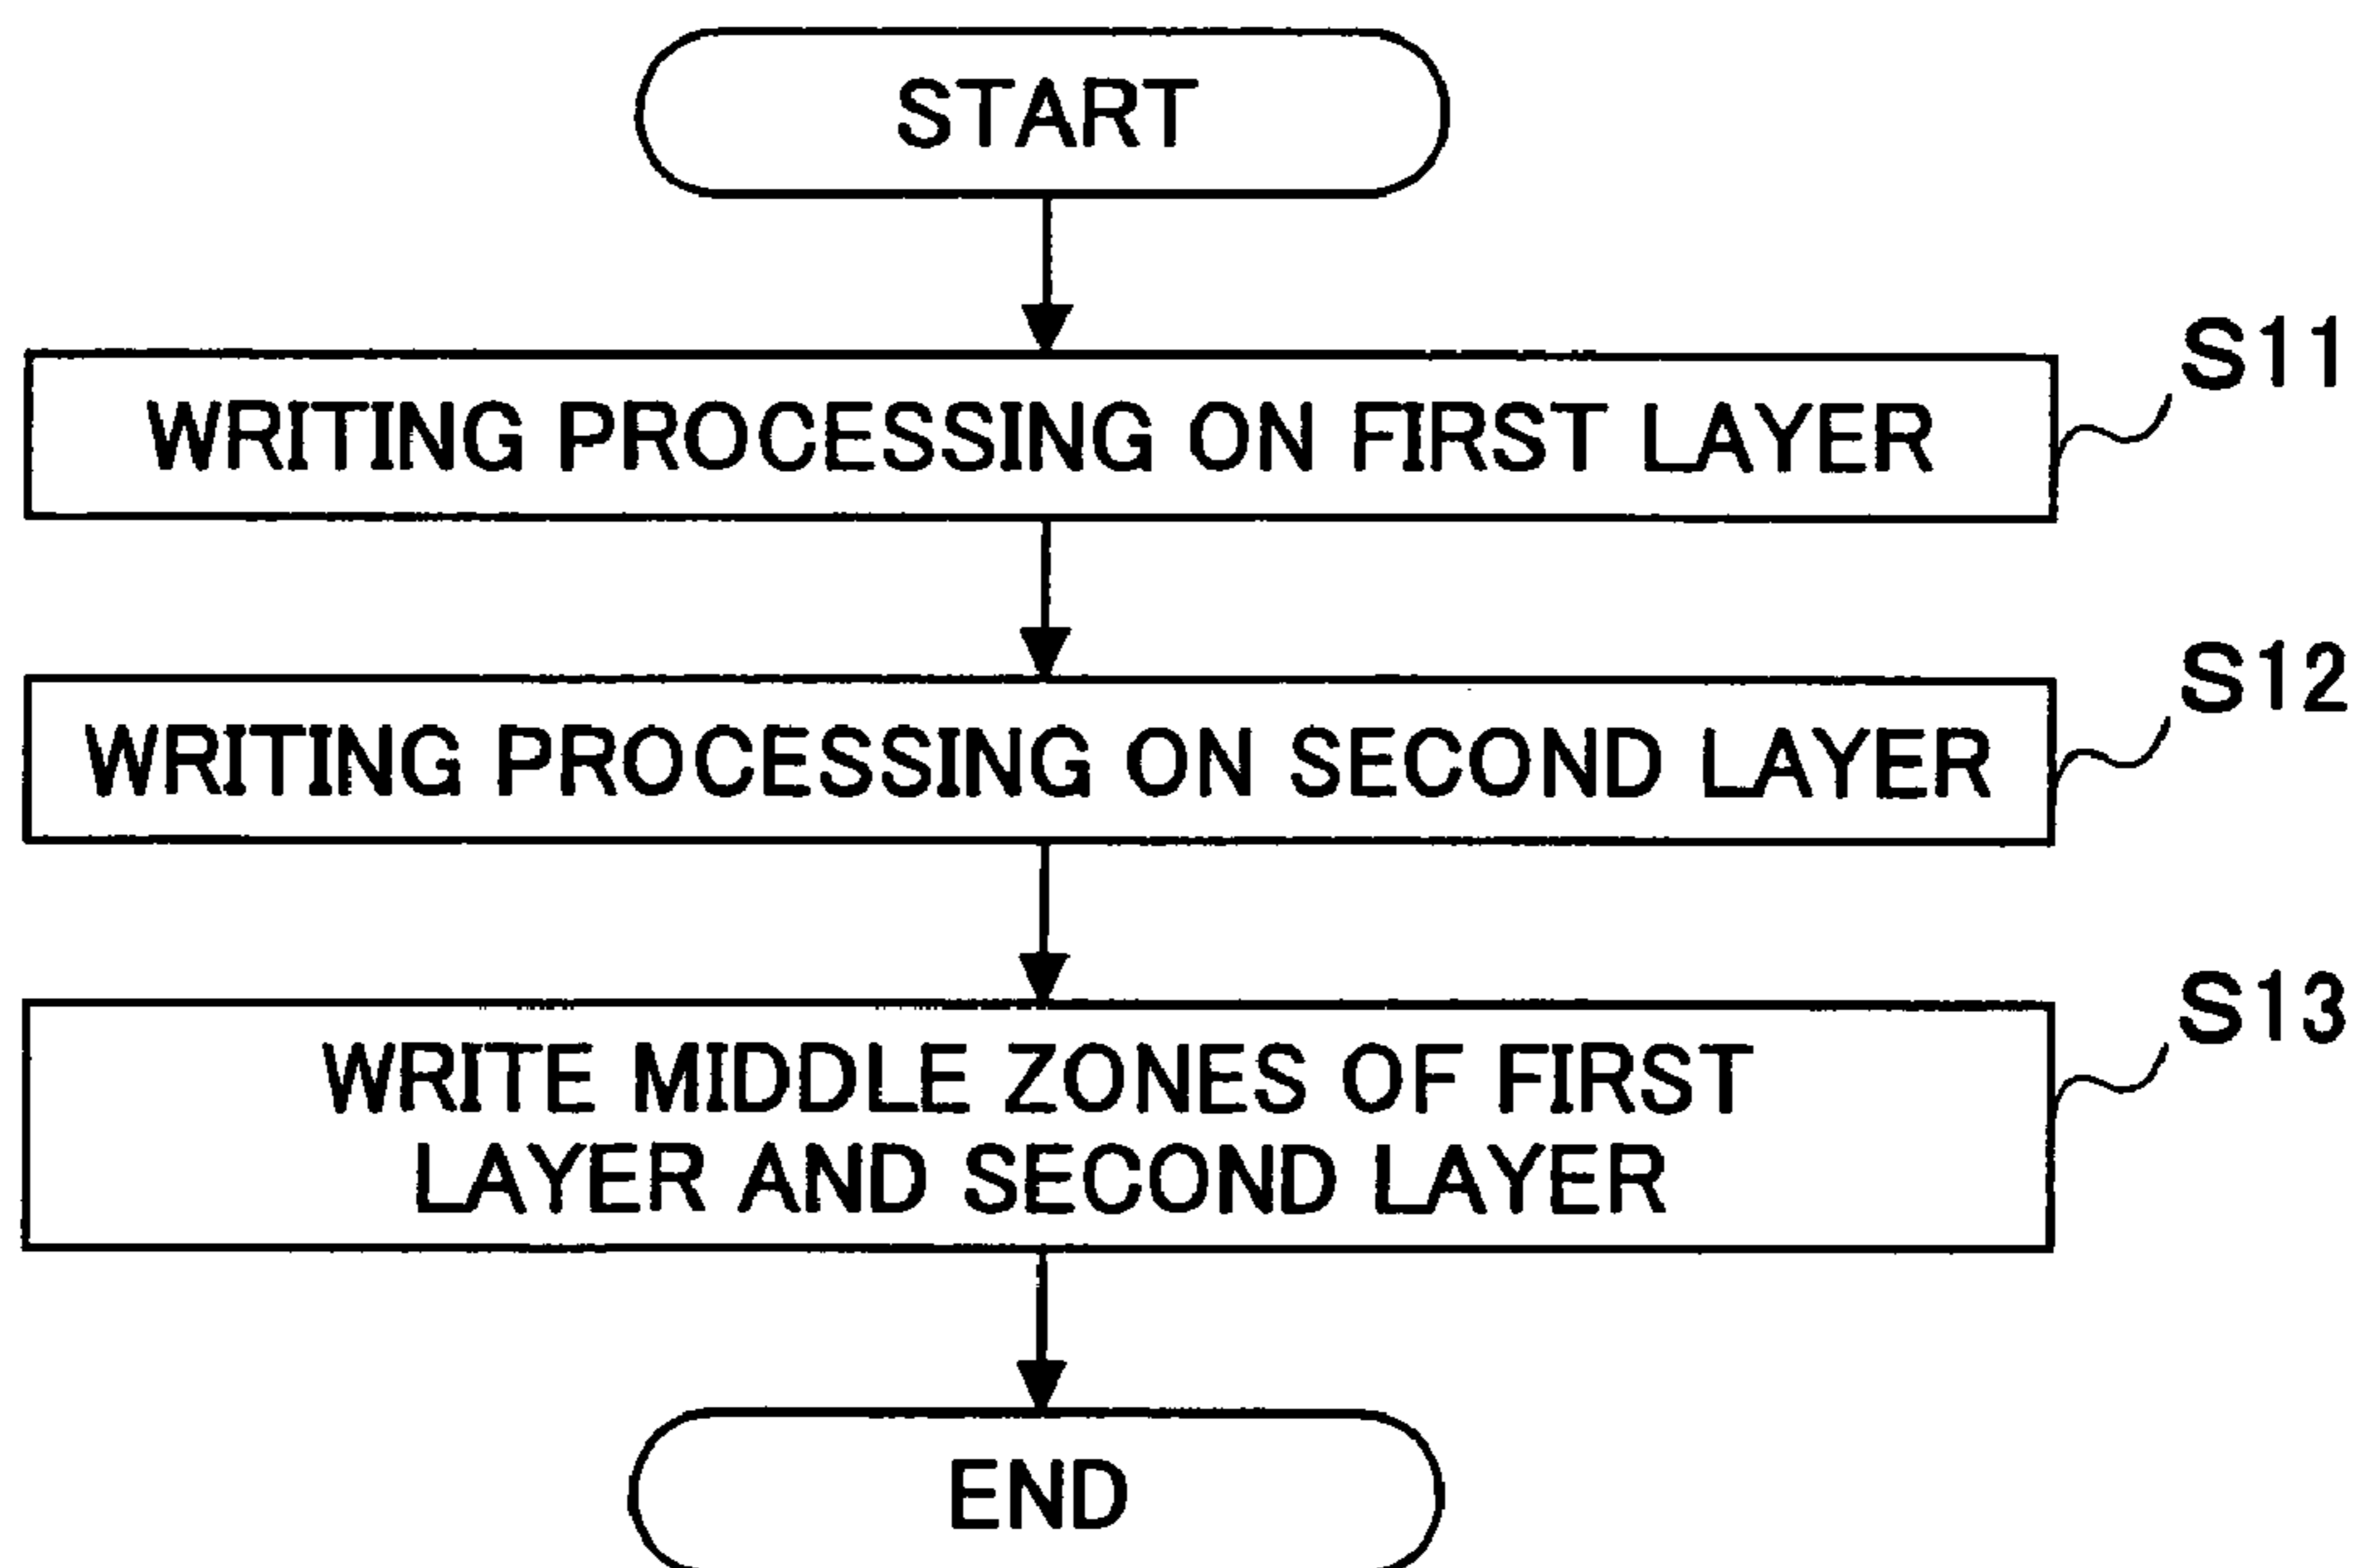 START
S11
WRITING PROCESSING ON FIRST LAYER
S12
WRITING PROCESSING ON SECOND LAYER
S13
WRITE MIDDLE ZONES OF FIRST
LAYER AND SECOND LAYER
END